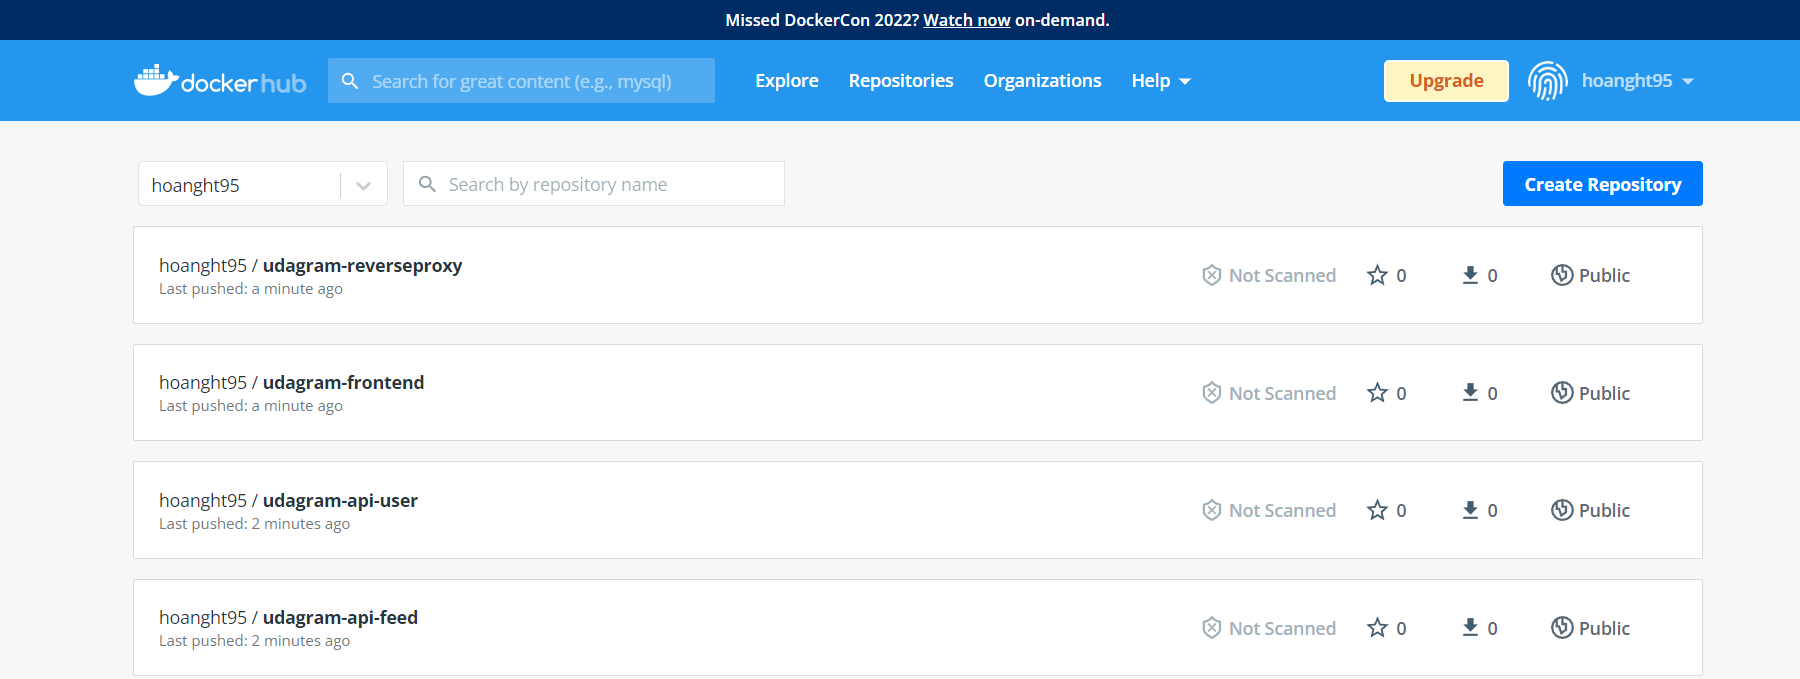 Missed DockerCon 2022? Watch now on-demand.
docker hub
Search for great content (e.g., mysql)
Explore
Repositories
Organizations
Help
Upgrade
hoanght95
hoanght95
Search by repository name
Create Repository
hoanght95 / udagram-reverseproxy
Last pushed: a minute ago
Not Scanned
0
0
Public
hoanght95 / udagram-frontend
Last pushed: a minute ago
Not Scanned
0
0
Public
hoanght95 / udagram-api-user
Last pushed: 2 minutes ago
Not Scanned
0
0
Public
hoanght95 / udagram-api-feed
Last pushed: 2 minutes ago
Not Scanned
0
0
Public